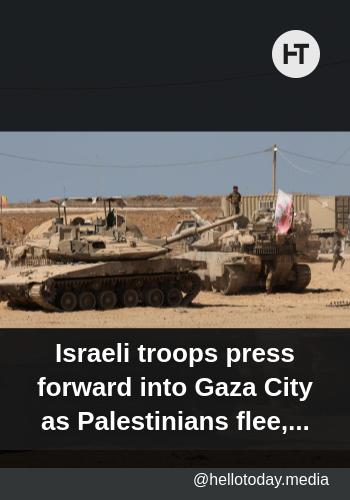 HT
Israeli troops press
forward into Gaza City
as Palestinians flee,...
@hellotoday.media